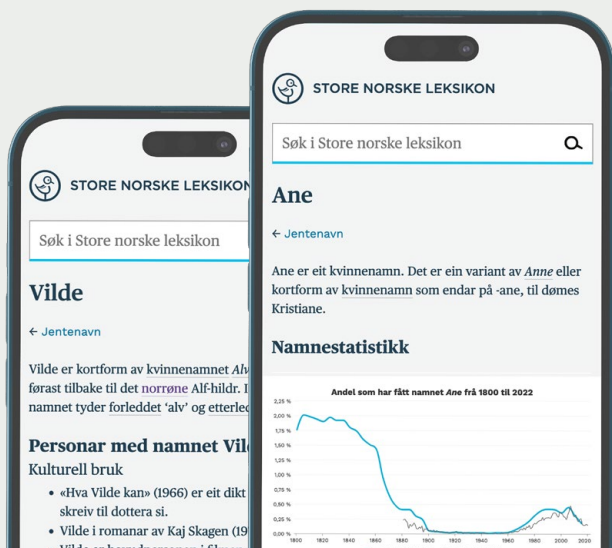 STORE NORSKE LEKSIKON
Søk i Store norske leksikon
Vilde
← Jentenavn
Vilde er kortform av kvinnenamnet
førast tilbake til det norrøne Alf-hildr.
namnet tyder forleddet ‘alv’ og
Personar med namnet
Kulturell bruk
• «Hva Vilde kan» (1966) er eit dikt
skreiv til dottera si.
• Vilde i romanar av Kaj Skagen
STORE NORSKE LEKSIKON
Søk i Store norske leksikon
Ane
← Jentenavn
Ane er eit kvinnenamn. Det er ein variant av Anne eller
kortform av kvinnenamn som endar på -ane, til dømes
Kristiane.
Namnestatistikk
Andel som har fått namnet Ane frå 1800 til 2022
2,25 %
2,00 %
1,75 %
1,50 %
1,25 %
1,00 %
0,75 %
0,50 %
0,25 %
0,00 %
1800 1820 1840 1860 1880 1900 1920 1940 1960 1980 2000 2020